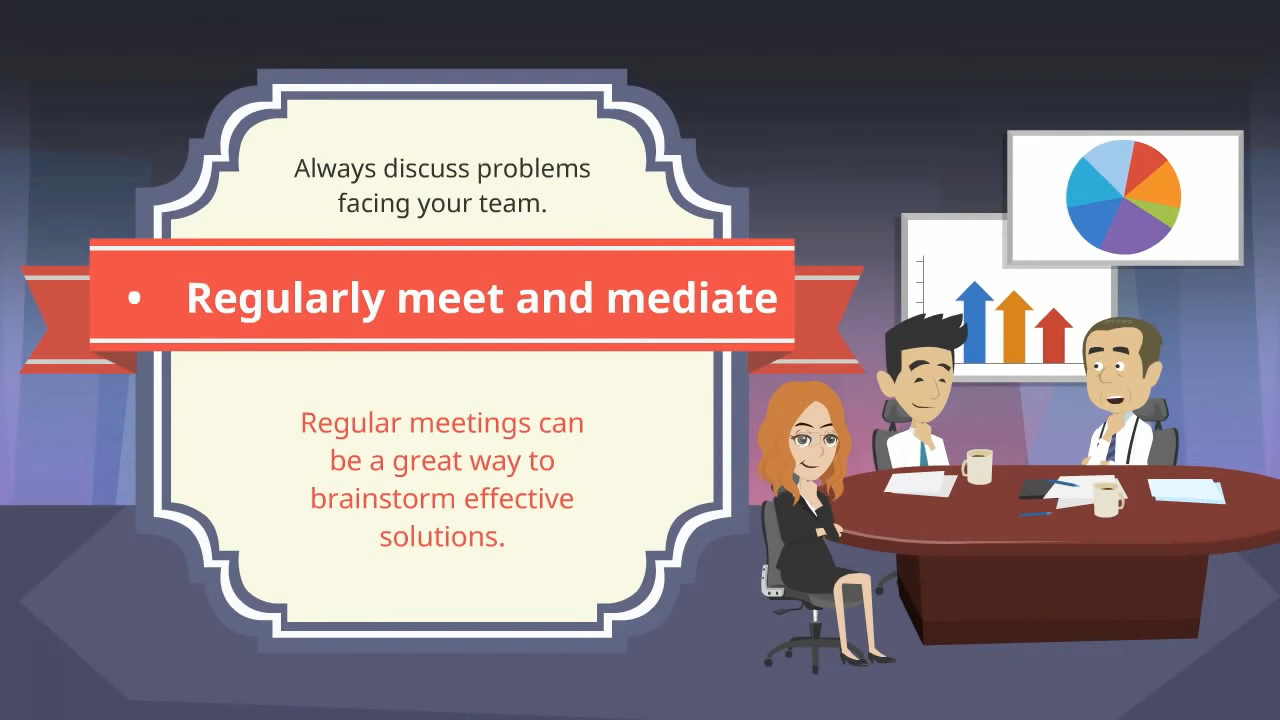 Always discuss problems
facing your team.
• Regularly meet and mediate
Regular meetings can
be a great way to
brainstorm effective
solutions.